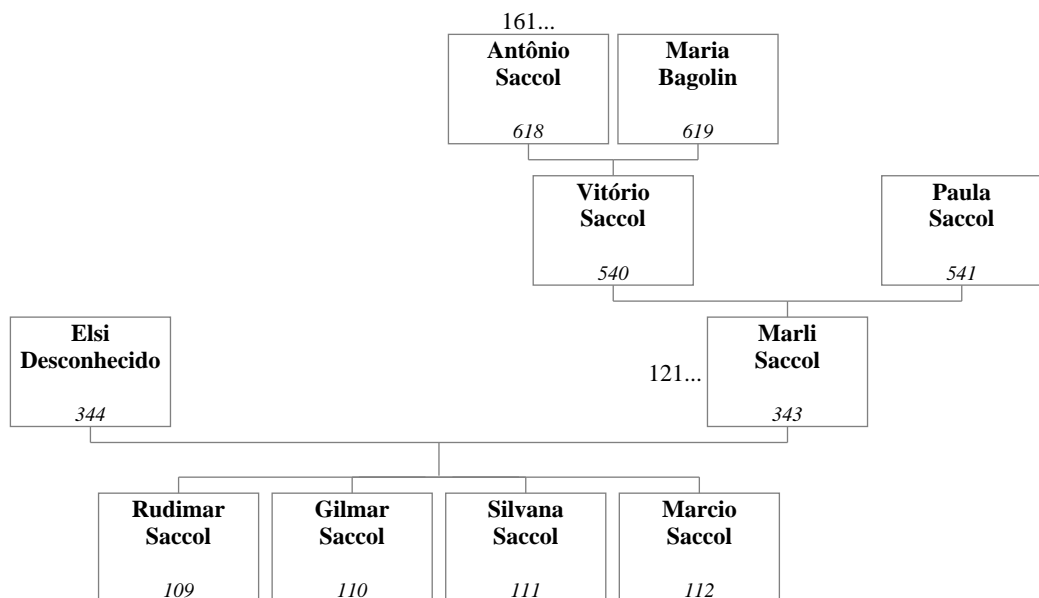 161...
Antônio
Saccol
618
Maria
Bagolin
619
Vitório
Saccol
540
Paula
Saccol
541
Elsi
Desconhecido
344
121...
Marli
Saccol
343
Rudimar
Saccol
109
Gilmar
Saccol
110
Silvana
Saccol
111
Marcio
Saccol
112